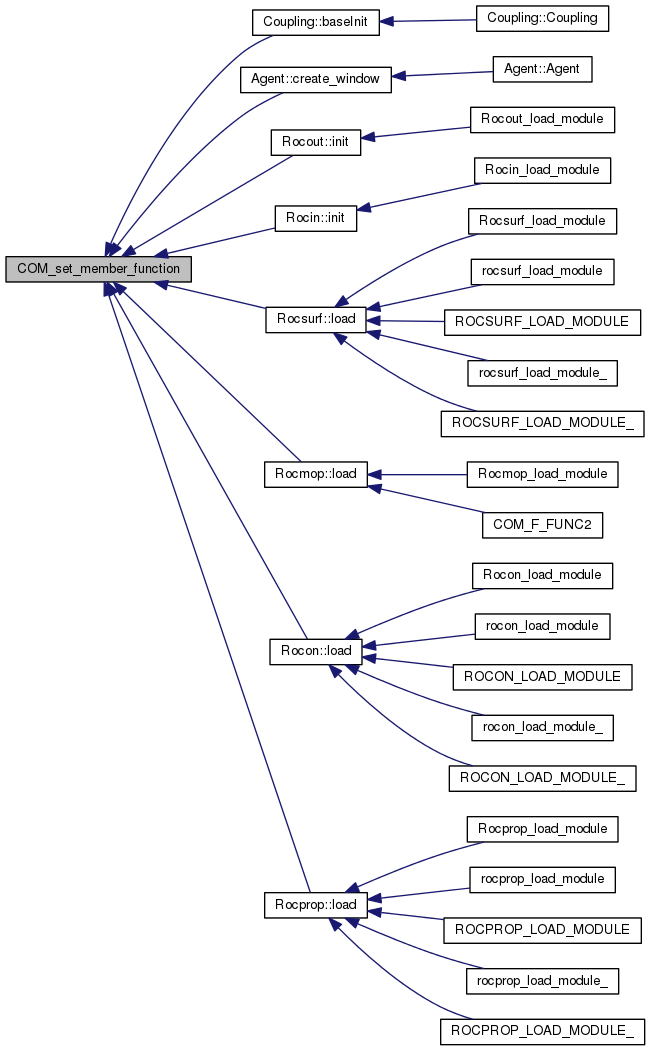 Coupling::baseInit
Coupling::Coupling
Agent::create_window
Agent::Agent
Rocout::init
Rocout_load_module
Rocin::init
Rocin_load_module
COM_set_member_function
Rocsurf::load
Rocsurf_load_module
rocsurf_load_module
ROCSURF_LOAD_MODULE
rocsurf_load_module_
ROCSURF_LOAD_MODULE_
Rocmop::load
Rocmop_load_module
COM_F_FUNC2
Rocon::load
Rocon_load_module
rocon_load_module
ROCON_LOAD_MODULE
rocon_load_module_
ROCON_LOAD_MODULE_
Rocprop::load
Rocprop_load_module
rocprop_load_module
ROCPROP_LOAD_MODULE
rocprop_load_module_
ROCPROP_LOAD_MODULE_